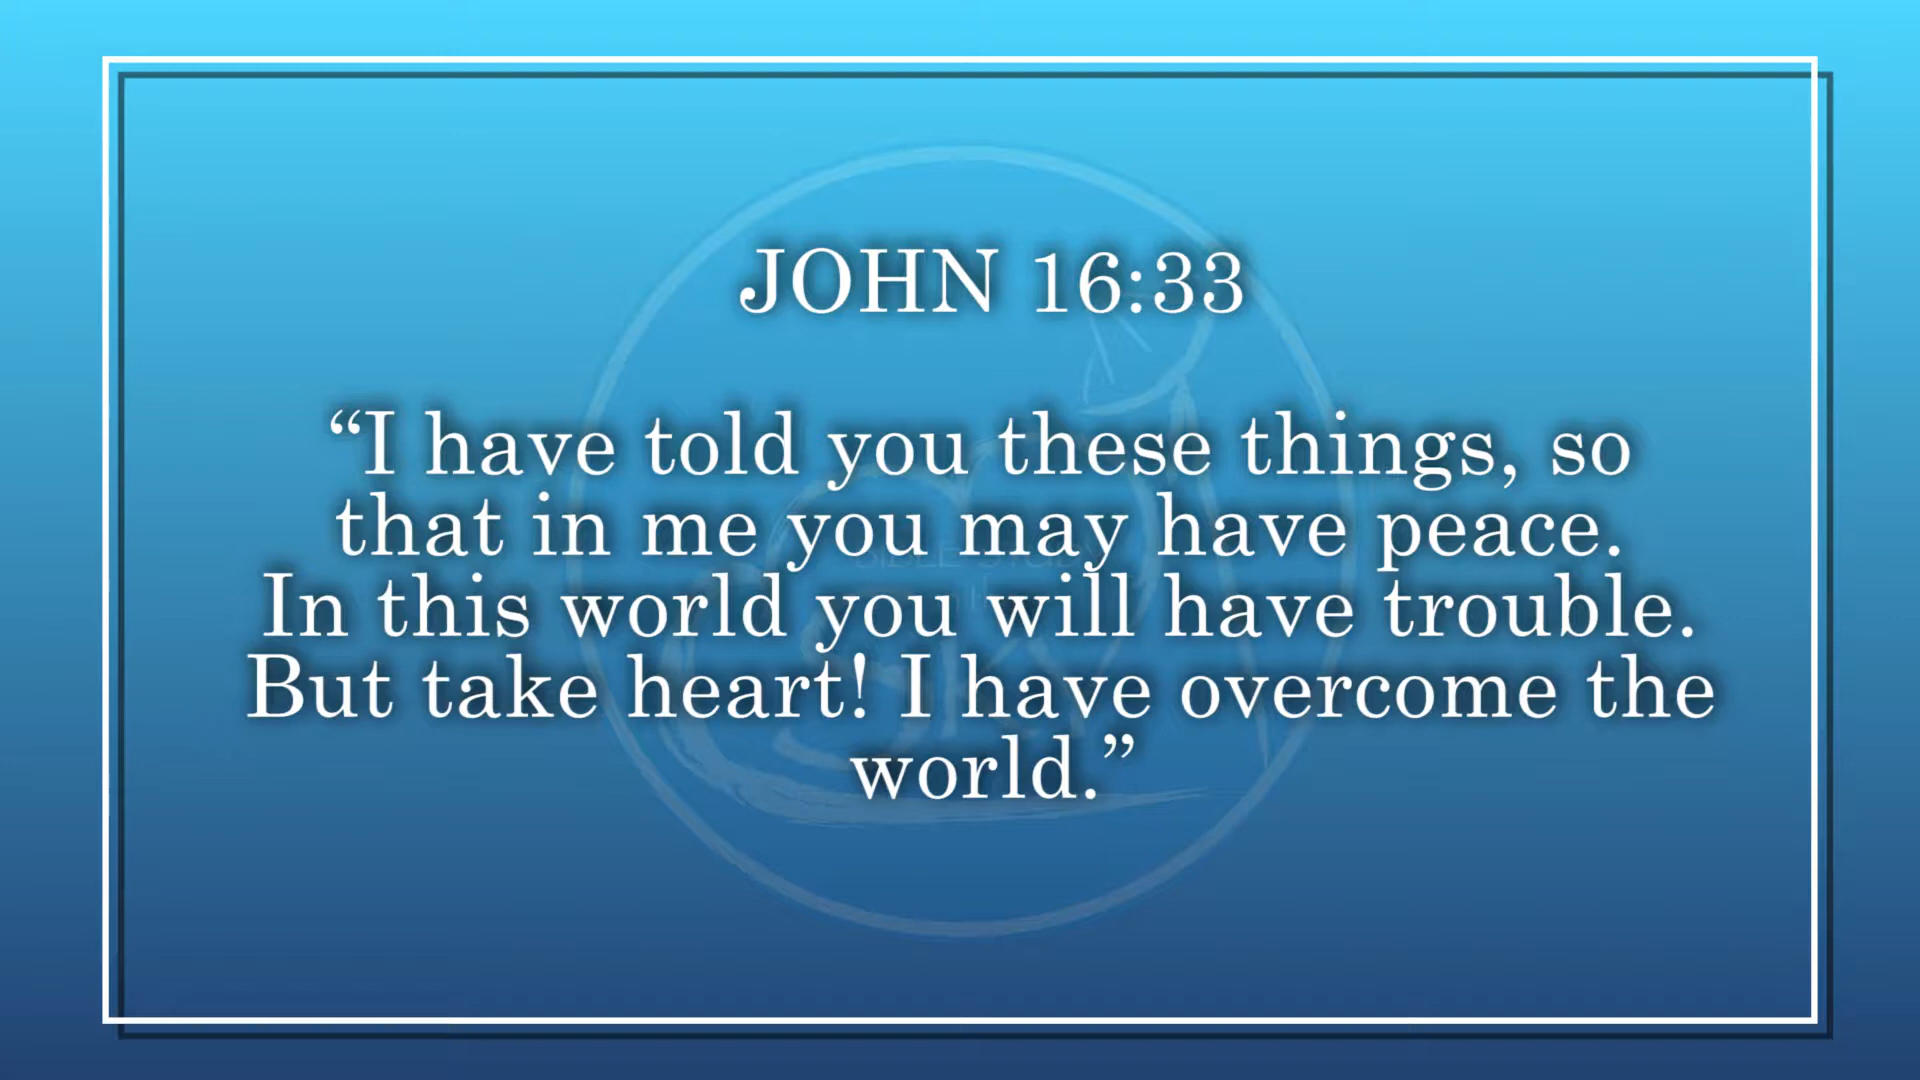 JOHN 16:33
“I have told you these things, so
that in me you may have peace.
In this world you will have trouble.
But take heart! I have overcome the
world.”